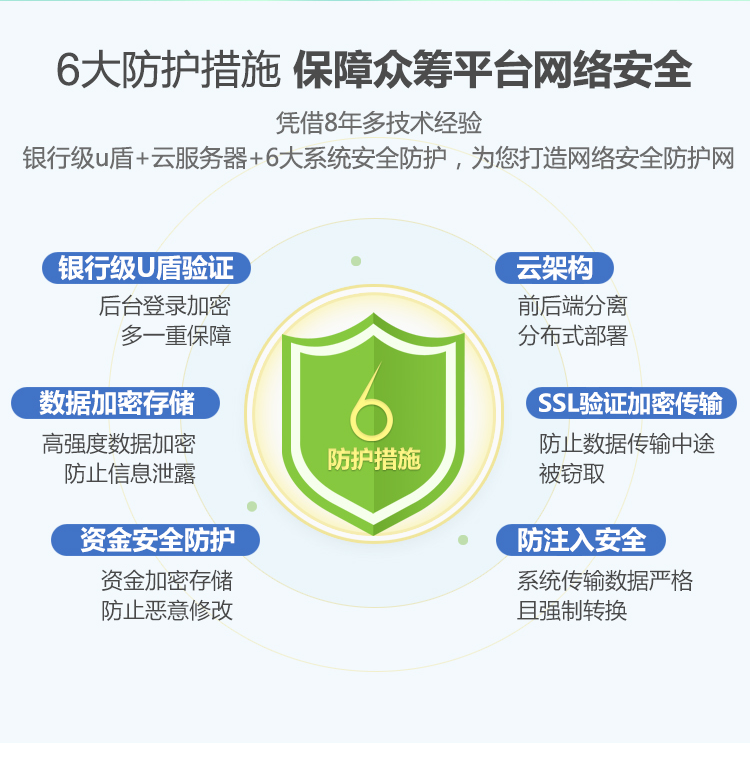 6大防护措施 保障众筹平台网络安全
凭借8年多技术经验
银行级u盾+云服务器+6大系统安全防护，为您打造网络安全防护网
银行级U盾验证
后台登录加密
多一重保障
云架构
前后端分离
分布式部署
数据加密存储
高强度数据加密
防止信息泄露
6
防护措施
SSL验证加密传输
防止数据传输中途
被窃取
资金安全防护
资金加密存储
防止恶意修改
防注入安全
系统传输数据严格
且强制转换